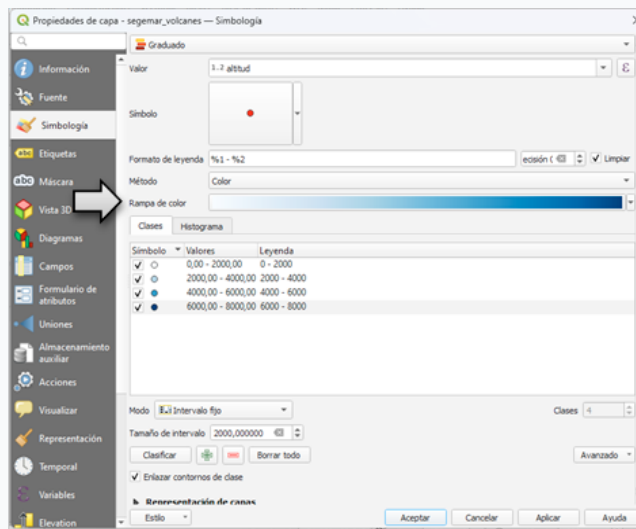 Propiedades de capa - segemar_volcanes — Simbología
Graduado
Información
Fuente
Simbología
Etiquetas
Máscara
Vista 3D
Diagramas
Campos
Formulario de
atributos
Uniones
Almacenamiento
auxiliar
Acciones
Visualizar
Representación
Temporal
Variables
Elevation
Valor 1..2 altitud ε
Símbolo
Formato de leyenda %1 - %2 ecisión ( Limpiar
Método Color
Rampa de color
Clases Histograma
Símbolo Valores Leyenda
0,00 - 2000,00 0 - 2000
2000,00 - 4000,00 2000 - 4000
4000,00 - 6000,00 4000 - 6000
6000,00 - 8000,00 6000 - 8000
Modo Intervalo fijo Clases 4
Tamaño de intervalo 2000,000000
Clasificar Borrar todo Avanzado
Enlazar contornos de clase
Representación de capas
Estilo Aceptar Cancelar Aplicar Ayuda